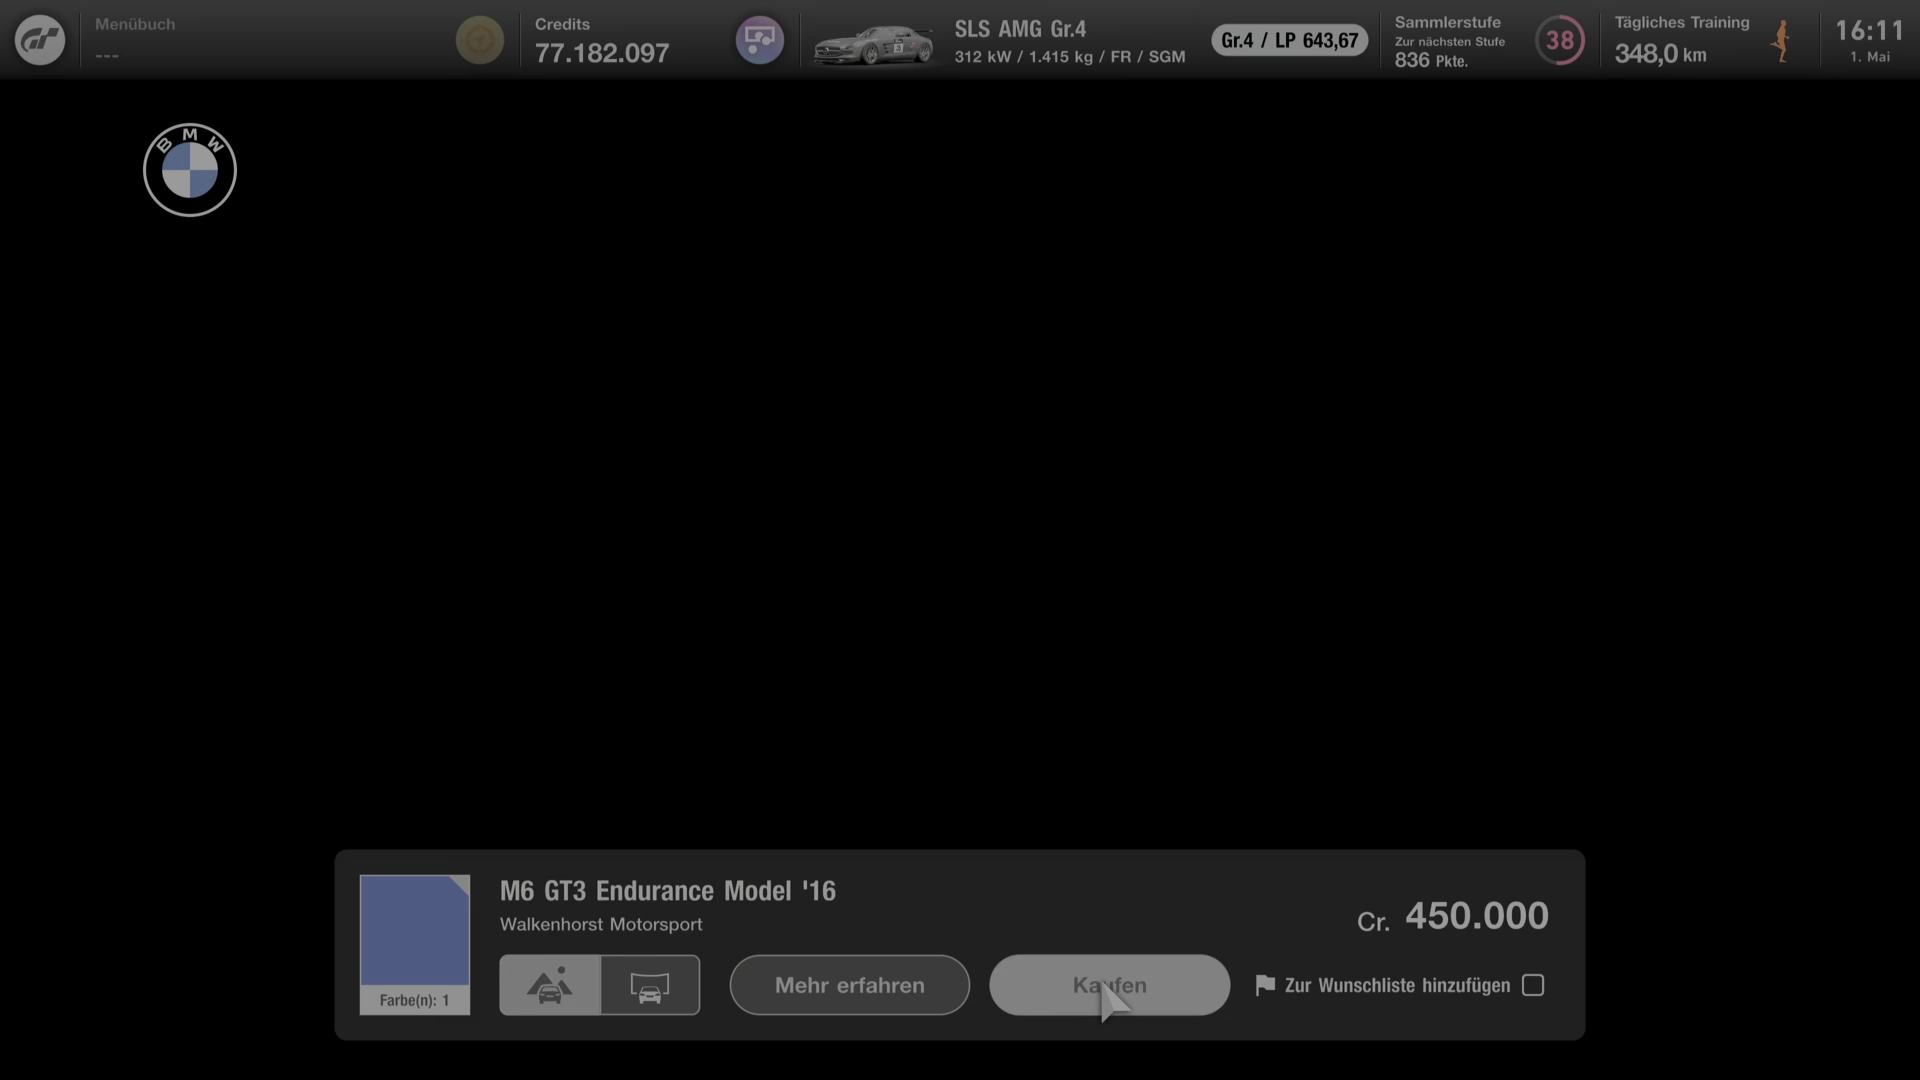 Menübuch
---
Credits
77.182.097
SLS AMG Gr.4
312 kW / 1.415 kg / FR / SGM
Gr.4 / LP 643,67
Sammlerstufe
Zur nächsten Stufe
836 Pkte.
38
Tägliches Training
348,0 km
16:11
1. Mai
BMW
M6 GT3 Endurance Model '16
Walkenhorst Motorsport
Cr. 450.000
Farbe(n): 1
Mehr erfahren
Kaufen
Zur Wunschliste hinzufügen